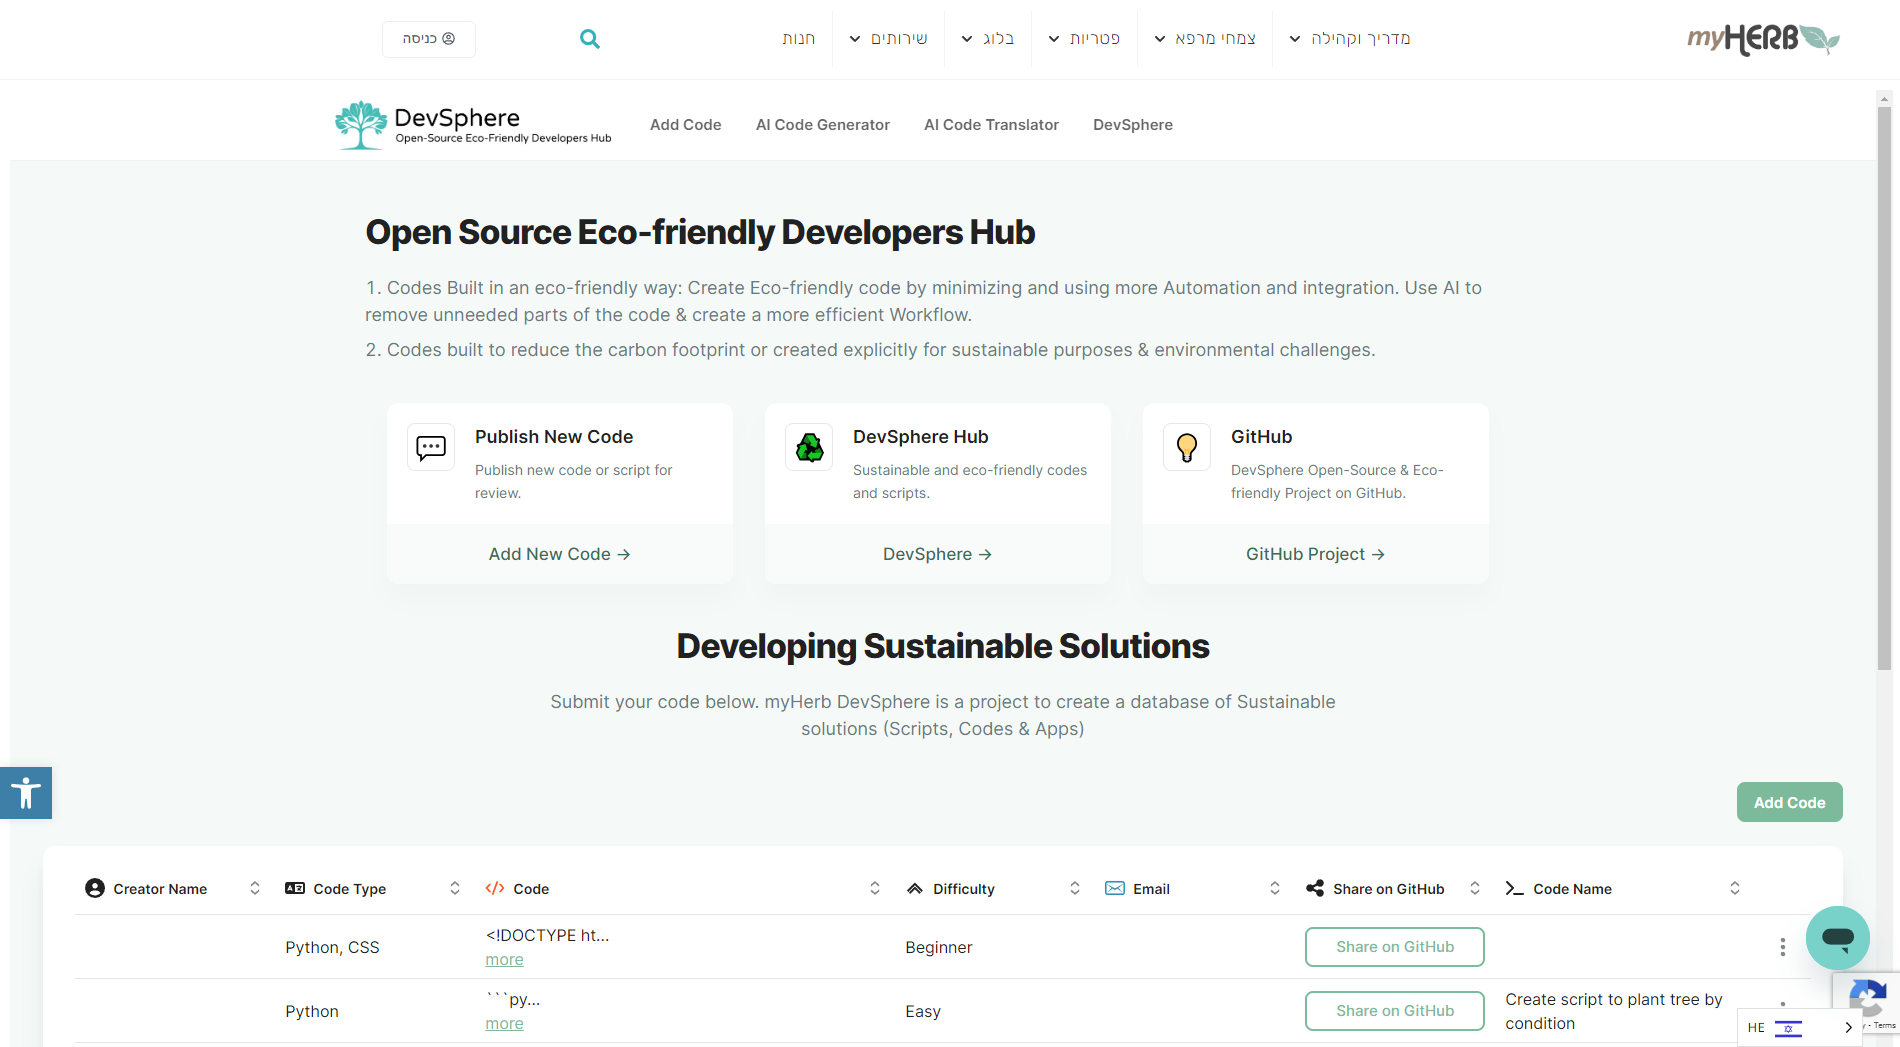 myHERB
מדריך וקהילה
צמחי מרפא
פטריות
בלוג
שירותים
חנות
כניסה
DevSphere
Open-Source Eco-Friendly Developers Hub
Add Code
AI Code Generator
AI Code Translator
DevSphere
Open Source Eco-friendly Developers Hub
1. Codes Built in an eco-friendly way: Create Eco-friendly code by minimizing and using more Automation and integration. Use AI to
remove unneeded parts of the code & create a more efficient Workflow.
2. Codes built to reduce the carbon footprint or created explicitly for sustainable purposes & environmental challenges.
Publish New Code
Publish new code or script for
review.
Add New Code →
DevSphere Hub
Sustainable and eco-friendly codes
and scripts.
DevSphere →
GitHub
DevSphere Open-Source & Eco-
friendly Project on GitHub.
GitHub Project →
Developing Sustainable Solutions
Submit your code below. myHerb DevSphere is a project to create a database of Sustainable
solutions (Scripts, Codes & Apps)
Add Code
Creator Name
Code Type
Code
Difficulty
Email
Share on GitHub
Code Name
Python, CSS
<!DOCTYPE ht...
more
Beginner
Share on GitHub
Python
```py...
more
Easy
Share on GitHub
Create script to plant tree by
condition
- Terms
HE